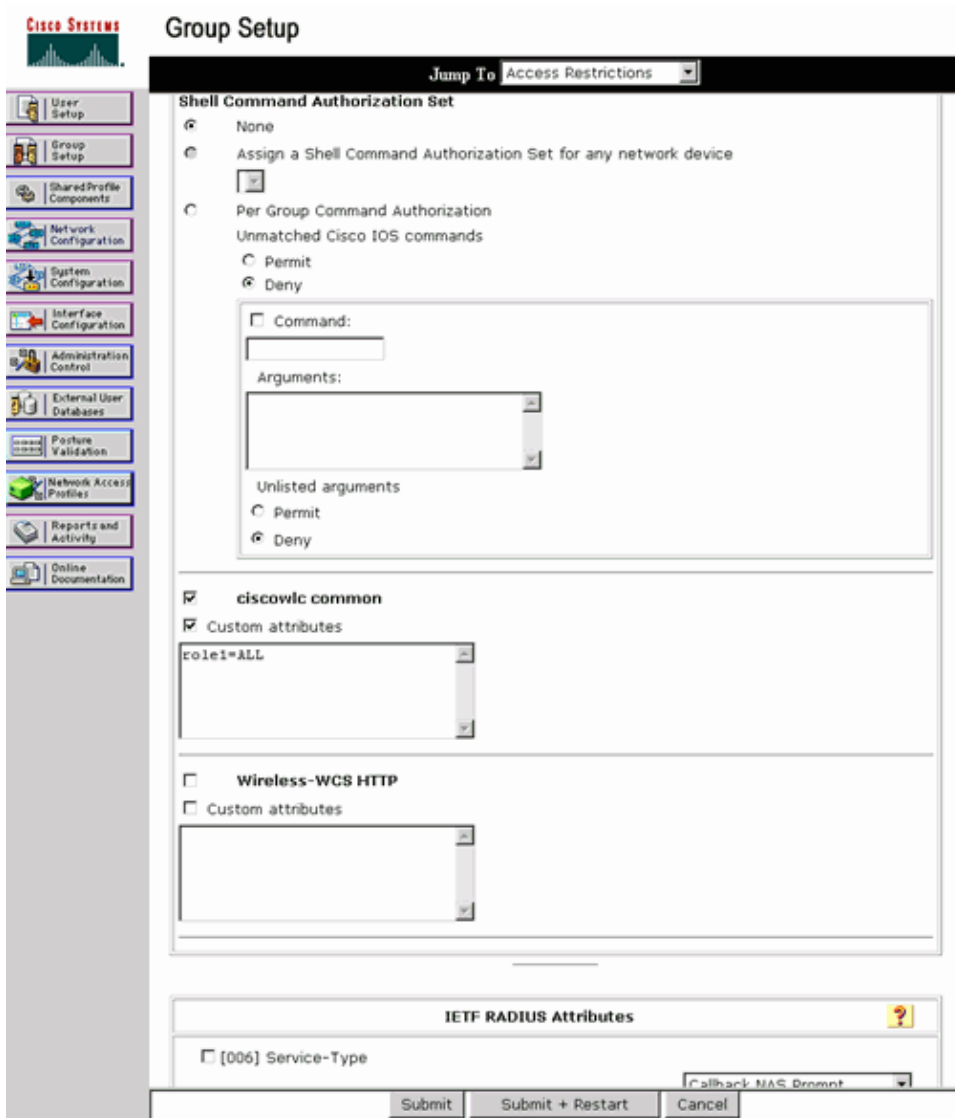 CISCO SYSTEMS
Group Setup
Jump To Access Restrictions
User
Setup
Group
Setup
Shared Profile
Components
Network
Configuration
System
Configuration
Interface
Configuration
Administration
Control
External User
Databases
Posture
Validation
Network Access
Profiles
Reports and
Activity
Online
Documentation
Shell Command Authorization Set
None
Assign a Shell Command Authorization Set for any network device
Per Group Command Authorization
Unmatched Cisco IOS commands
Permit
Deny
Command:
Arguments:
Unlisted arguments
Permit
Deny
ciscowlc common
Custom attributes
role1=ALL
Wireless-WCS HTTP
Custom attributes
IETF RADIUS Attributes
?
[006] Service-Type
Callback NAS Prompt
Submit
Submit + Restart
Cancel